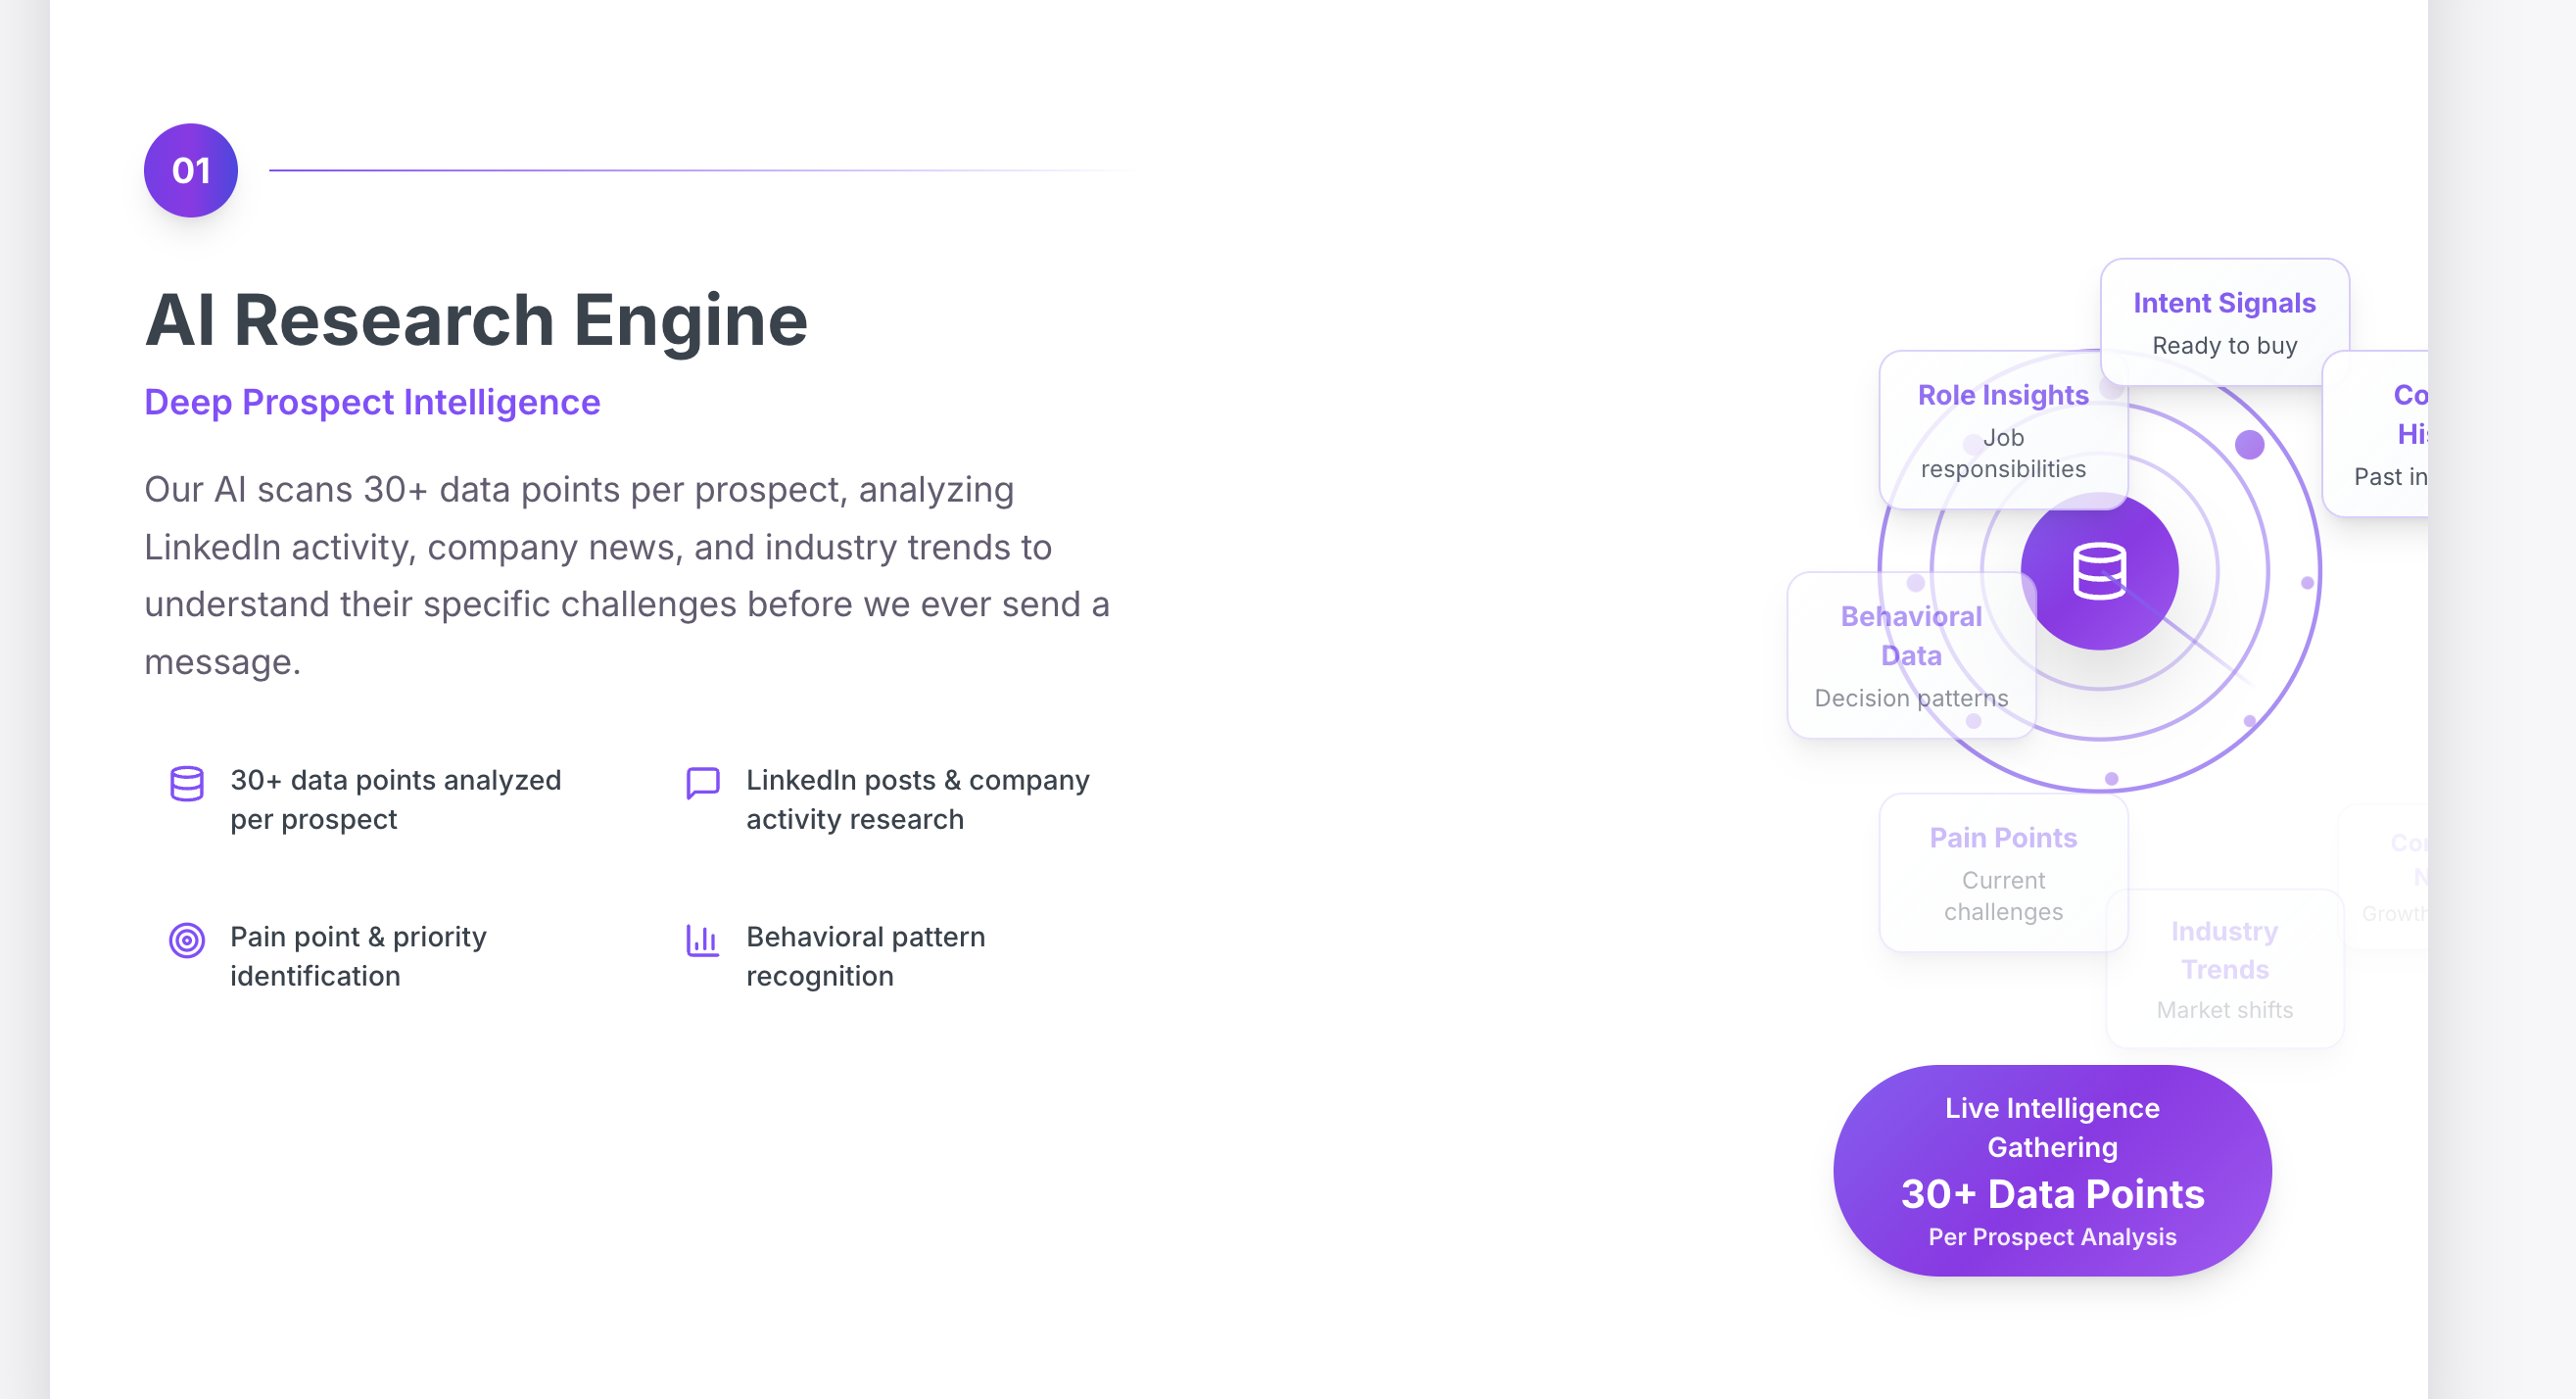 01
AI Research Engine
Deep Prospect Intelligence
Our AI scans 30+ data points per prospect, analyzing
LinkedIn activity, company news, and industry trends to
understand their specific challenges before we ever send a
message.
30+ data points analyzed
per prospect
LinkedIn posts & company
activity research
Pain point & priority
identification
Behavioral pattern
recognition
Intent Signals
Ready to buy
Role Insights
Job
responsibilities
Past in
Behavioral
Data
Decision patterns
Pain Points
Current
challenges
Growth
Industry
Trends
Market shifts
Live Intelligence
Gathering
30+ Data Points
Per Prospect Analysis